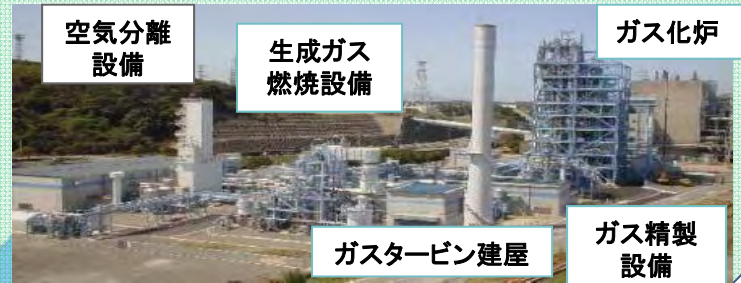 空気分離
設備
生成ガス
燃焼設備
ガス化炉
ガスタービン建屋
ガス精製
設備